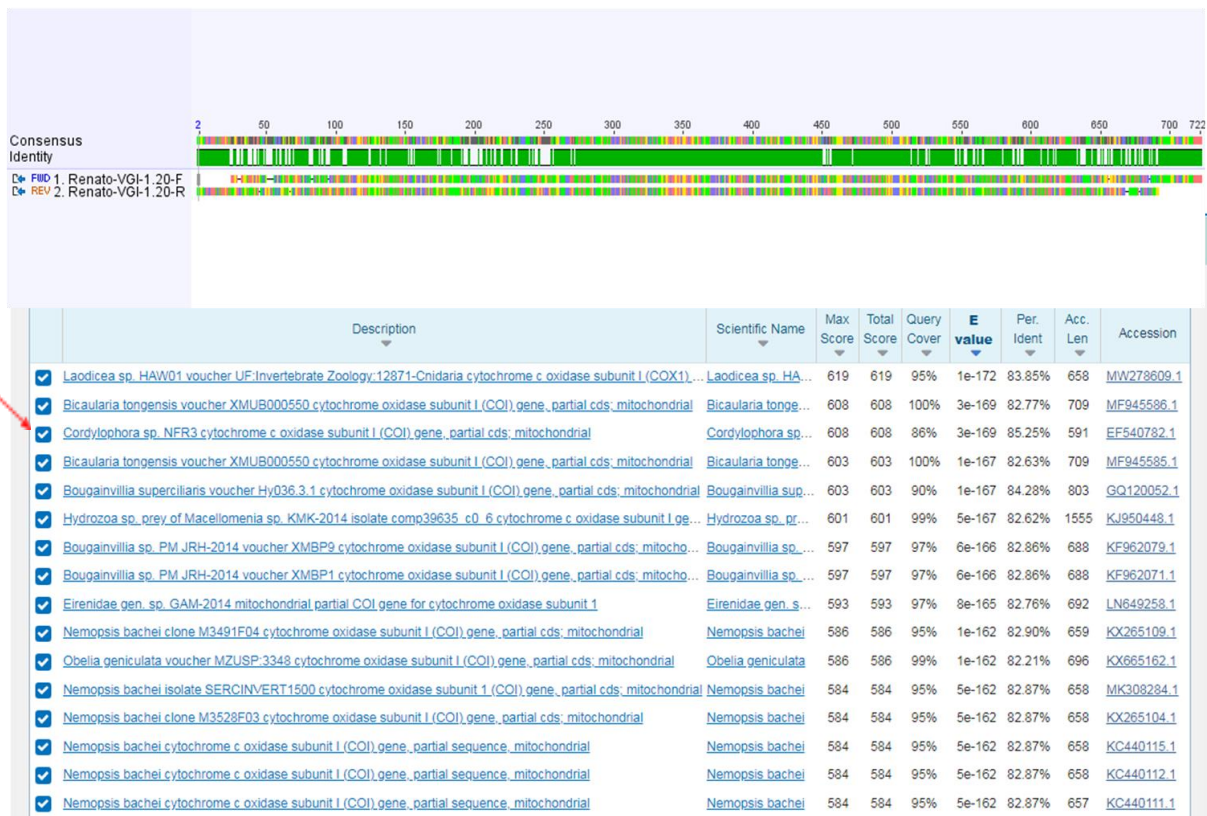 2 50 100 150 200 250 300 350 400 450 500 550 600 650 700 722
Consensus
Identity
FWD 1. Renato-VGI-1.20-F
REV 2. Renato-VGI-1.20-R
Description Scientific Name Max Score Total Score Query Cover E value Per. Ident Acc. Len Accession
Laodicea sp. HAW01 voucher UF:Invertebrate Zoology:12871-Cnidaria cytochrome c oxidase subunit I (COX1) ... Laodicea sp. HA... 619 619 95% 1e-172 83.85% 658 MW278609.1
Bicaularia tongensis voucher XMUB000550 cytochrome oxidase subunit I (COI) gene, partial cds; mitochondrial Bicaularia tonge... 608 608 100% 3e-169 82.77% 709 MF945586.1
Cordylophora sp. NFR3 cytochrome c oxidase subunit I (COI) gene, partial cds; mitochondrial Cordylophora sp... 608 608 86% 3e-169 85.25% 591 EF540782.1
Bicaularia tongensis voucher XMUB000550 cytochrome oxidase subunit I (COI) gene, partial cds; mitochondrial Bicaularia tonge... 603 603 100% 1e-167 82.63% 709 MF945585.1
Bougainvillia superciliaris voucher Hy036.3.1 cytochrome oxidase subunit I (COI) gene, partial cds; mitochondrial Bougainvillia sup... 603 603 90% 1e-167 84.28% 803 GQ120052.1
Hydrozoa sp. prey of Macellomenia sp. KMK-2014 isolate comp39635_c0_6 cytochrome c oxidase subunit I ge... Hydrozoa sp. pr... 601 601 99% 5e-167 82.62% 1555 KJ950448.1
Bougainvillia sp. PM JRH-2014 voucher XMBP9 cytochrome oxidase subunit I (COI) gene, partial cds; mitocho... Bougainvillia sp. ... 597 597 97% 6e-166 82.86% 688 KF962079.1
Bougainvillia sp. PM JRH-2014 voucher XMBP1 cytochrome oxidase subunit I (COI) gene, partial cds; mitocho... Bougainvillia sp. ... 597 597 97% 6e-166 82.86% 688 KF962071.1
Eirenidae gen. sp. GAM-2014 mitochondrial partial COI gene for cytochrome oxidase subunit 1 Eirenidae gen. s... 593 593 97% 8e-165 82.76% 692 LN649258.1
Nemopsis bachei clone M3491F04 cytochrome oxidase subunit I (COI) gene, partial cds; mitochondrial Nemopsis bachei 586 586 95% 1e-162 82.90% 659 KX265109.1
Obelia geniculata voucher MZUSP:3348 cytochrome oxidase subunit I (COI) gene, partial cds; mitochondrial Obelia geniculata 586 586 99% 1e-162 82.21% 696 KX665162.1
Nemopsis bachei isolate SERCINVERT1500 cytochrome oxidase subunit 1 (COI) gene, partial cds; mitochondrial Nemopsis bachei 584 584 95% 5e-162 82.87% 658 MK308284.1
Nemopsis bachei clone M3528F03 cytochrome oxidase subunit I (COI) gene, partial cds; mitochondrial Nemopsis bachei 584 584 95% 5e-162 82.87% 658 KX265104.1
Nemopsis bachei cytochrome c oxidase subunit I (COI) gene, partial sequence, mitochondrial Nemopsis bachei 584 584 95% 5e-162 82.87% 658 KC440115.1
Nemopsis bachei cytochrome c oxidase subunit I (COI) gene, partial sequence, mitochondrial Nemopsis bachei 584 584 95% 5e-162 82.87% 658 KC440112.1
Nemopsis bachei cytochrome c oxidase subunit I (COI) gene, partial sequence, mitochondrial Nemopsis bachei 584 584 95% 5e-162 82.87% 657 KC440111.1